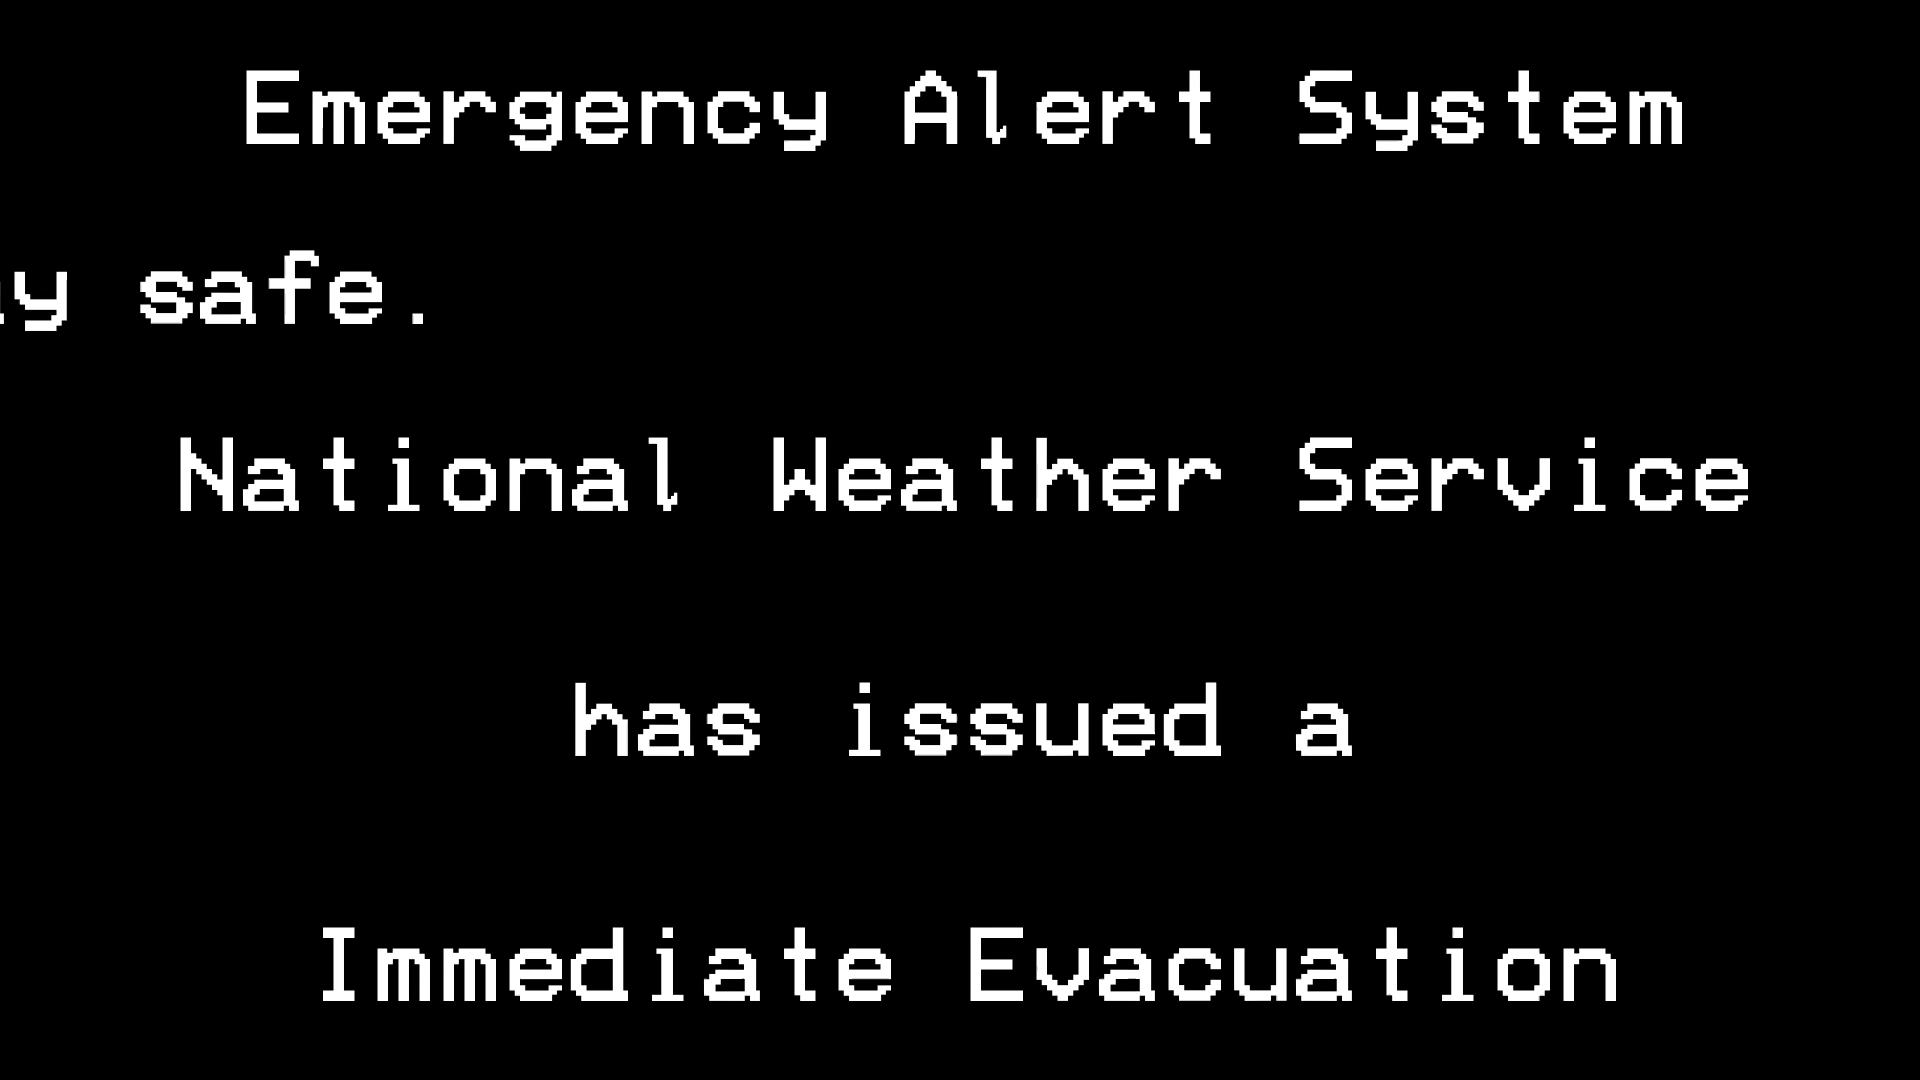 Emergency Alert System
y safe.
National Weather Service
has issued a
Immediate Evacuation